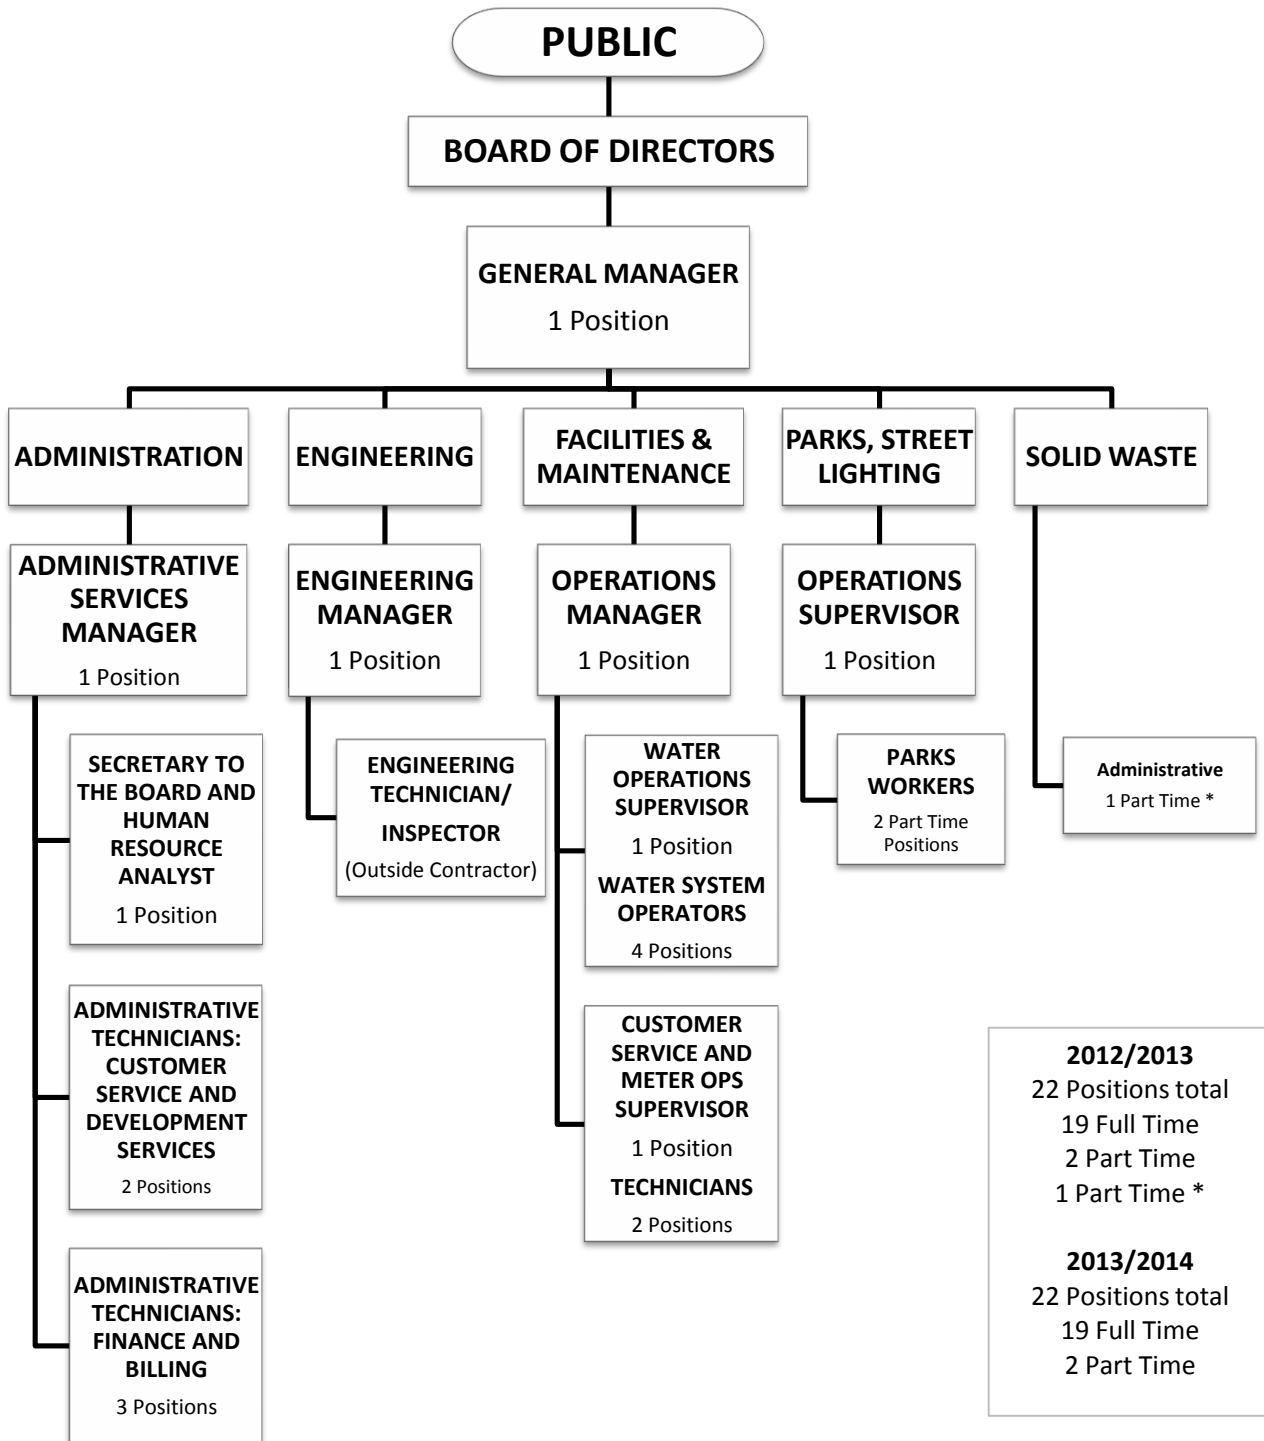 PUBLIC
BOARD OF DIRECTORS
GENERAL MANAGER
1 Position
ADMINISTRATION
ENGINEERING
FACILITIES &
MAINTENANCE
PARKS, STREET
LIGHTING
SOLID WASTE
ADMINISTRATIVE
SERVICES
MANAGER
1 Position
ENGINEERING
MANAGER
1 Position
OPERATIONS
MANAGER
1 Position
OPERATIONS
SUPERVISOR
1 Position
SECRETARY TO
THE BOARD AND
HUMAN
RESOURCE
ANALYST
1 Position
ENGINEERING
TECHNICIAN/
INSPECTOR
(Outside Contractor)
WATER
OPERATIONS
SUPERVISOR
1 Position
WATER SYSTEM
OPERATORS
4 Positions
PARKS
WORKERS
2 Part Time
Positions
Administrative
1 Part Time *
ADMINISTRATIVE
TECHNICIANS:
CUSTOMER
SERVICE AND
DEVELOPMENT
SERVICES
2 Positions
CUSTOMER
SERVICE AND
METER OPS
SUPERVISOR
1 Position
TECHNICIANS
2 Positions
ADMINISTRATIVE
TECHNICIANS:
FINANCE AND
BILLING
3 Positions
2012/2013
22 Positions total
19 Full Time
2 Part Time
1 Part Time *
2013/2014
22 Positions total
19 Full Time
2 Part Time